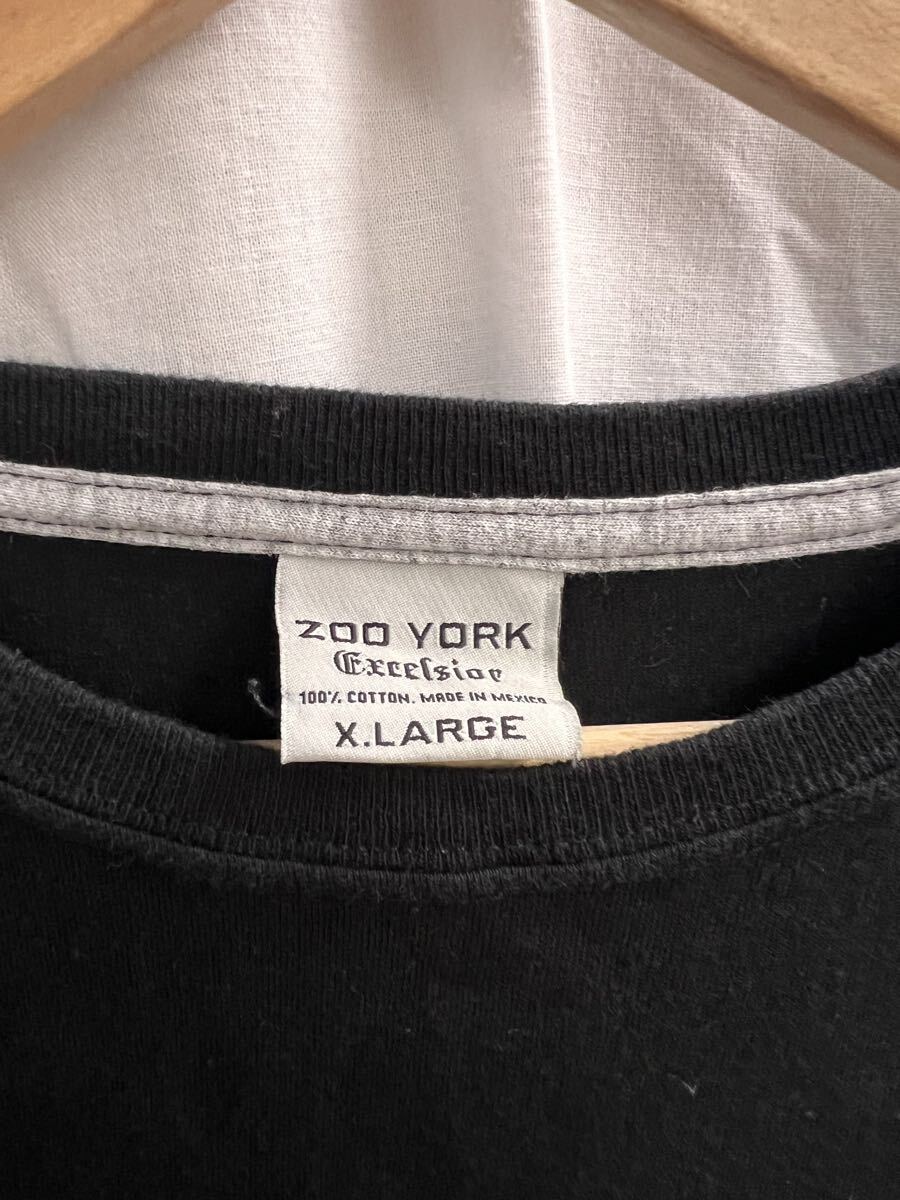 ZOO YORK
Excelsior
100% COTTON. MADE IN MEXICO
X.LARGE